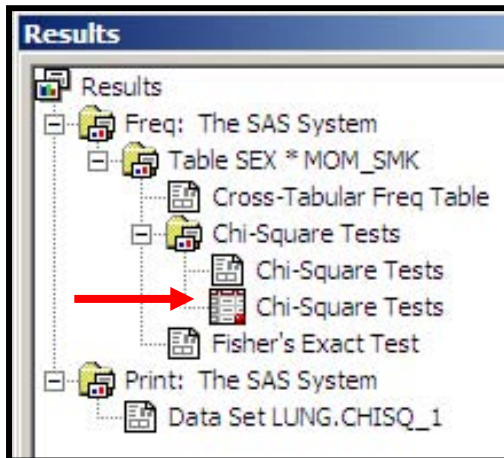 Results
Results
Freq: The SAS System
Table SEX * MOM_SMK
Cross-Tabular Freq Table
Chi-Square Tests
Chi-Square Tests
Chi-Square Tests
Fisher's Exact Test
Print: The SAS System
Data Set LUNG.CHISQ_1